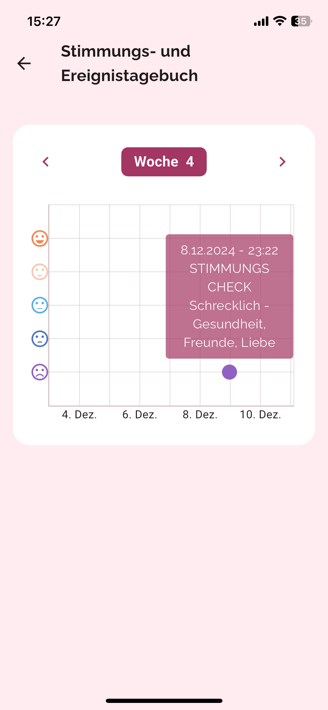 15:27
35
Stimmungs- und
Ereignistagebuch
Woche 4
8.12.2024 - 23:22
STIMMUNGS
CHECK
Schrecklich -
Gesundheit,
Freunde, Liebe
4. Dez. 6. Dez. 8. Dez. 10. Dez.